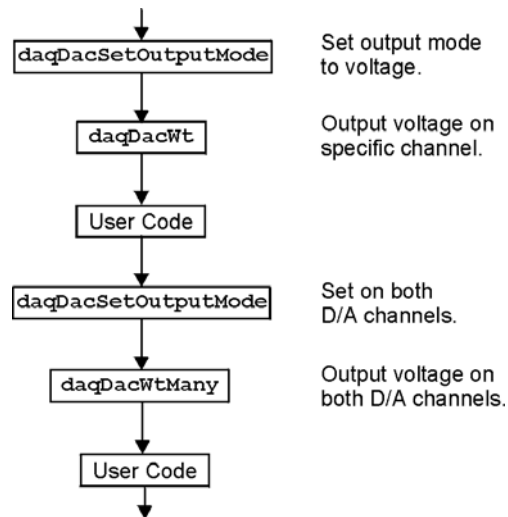 daqDacSetOutputMode
Set output mode
to voltage.
daqDacWt
Output voltage on
specific channel.
User Code
daqDacSetOutputMode
Set on both
D/A channels.
daqDacWtMany
Output voltage on
both D/A channels.
User Code